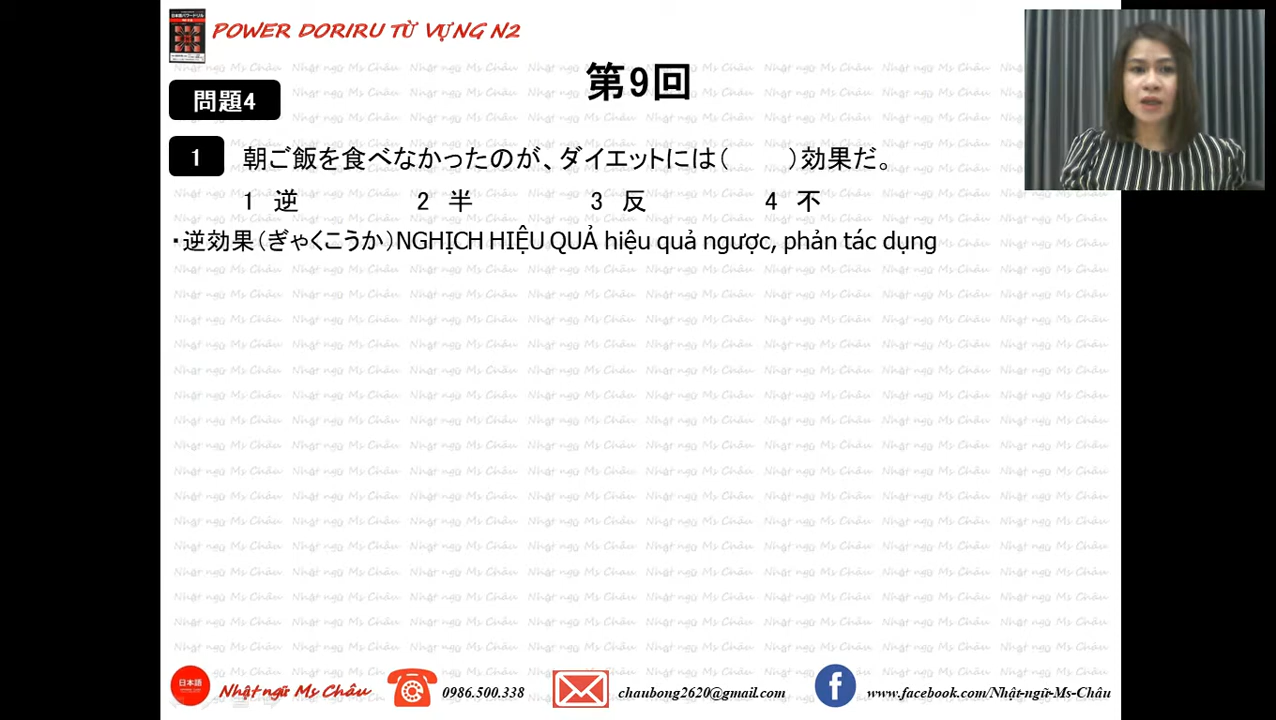 POWER DORIRU TỪ VỰNG N2
第9回
問題4
1 朝ご飯を食べなかったのが、ダイエットには( )効果だ。
1 逆 2 半 3 反 4 不
・逆効果(ぎゃくこうか)NGHỊCH HIỆU QUẢ hiệu quả ngược, phản tác dụng
日本語 Nhật ngữ Ms Châu 0986.500.338 chaubong2620@gmail.com www.facebook.com/Nhật-ngữ-Ms-Châu